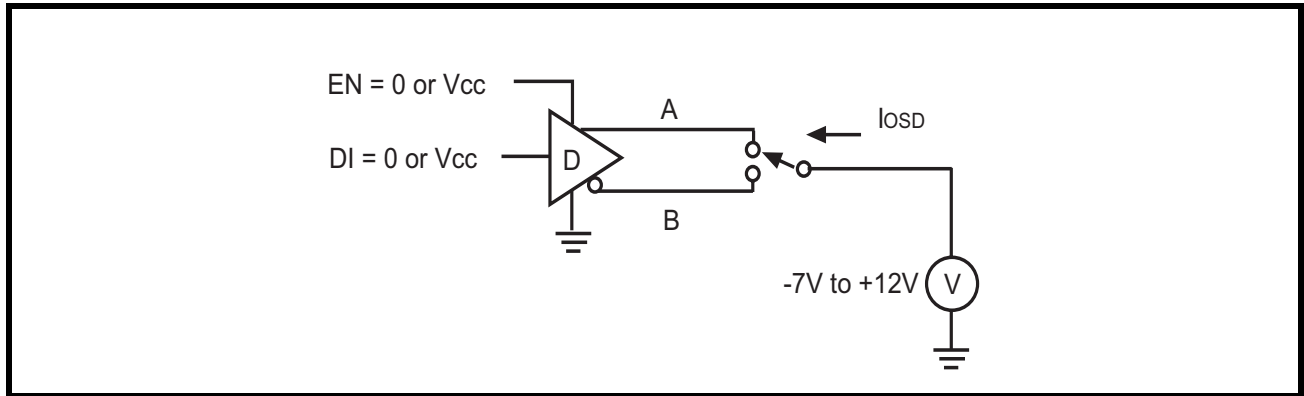 EN = 0 or Vcc
A
IOSD
DI = 0 or Vcc
D
B
-7V to +12V
V